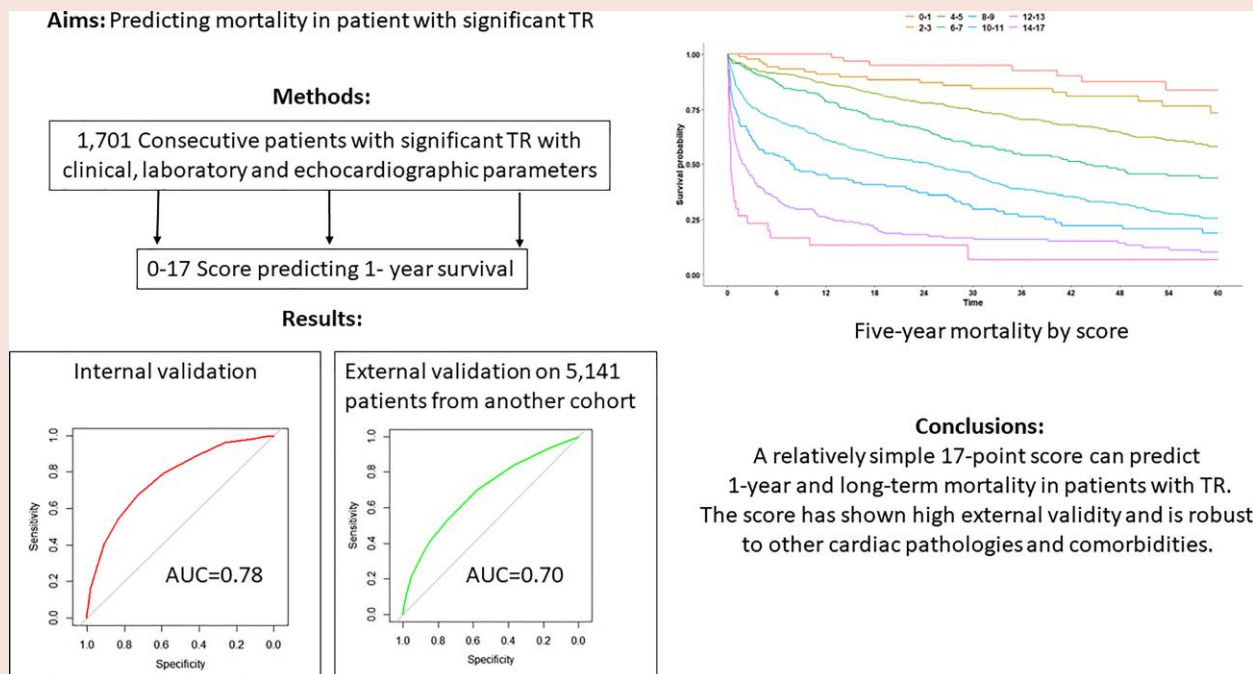 Aims: Predicting mortality in patient with significant TR
Methods:
1,701 Consecutive patients with significant TR with
clinical, laboratory and echocardiographic parameters
0-17 Score predicting 1- year survival
Results:
Internal validation
1.0
0.8
0.6
0.4
0.2
0.0
Sensitivity
AUC=0.78
1.0 0.8 0.6 0.4 0.2 0.0
Specificity
External validation on 5,141
patients from another cohort
1.0
0.8
0.6
0.4
0.2
0.0
Sensitivity
AUC=0.70
1.0 0.8 0.6 0.4 0.2 0.0
Specificity
0-1 4-5 8-9 12-13
2-3 6-7 10-11 14-17
1.00
0.75
0.50
0.25
0.00
Survival probability
0 6 12 18 24 30 36 42 48 54 60
Time
Five-year mortality by score
Conclusions:
A relatively simple 17-point score can predict
1-year and long-term mortality in patients with TR.
The score has shown high external validity and is robust
to other cardiac pathologies and comorbidities.